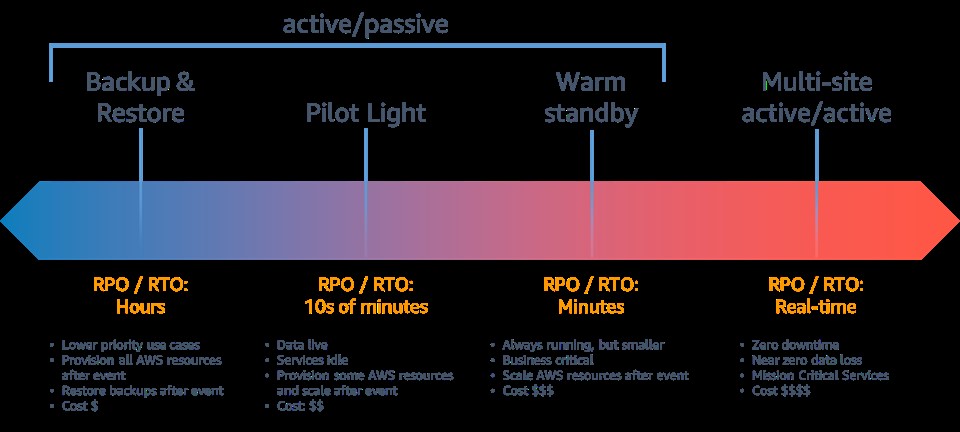 active/passive
Backup &
Restore
Pilot Light
Warm
standby
Multi-site
active/active
RPO / RTO:
Hours
RPO / RTO:
10s of minutes
RPO / RTO:
Minutes
RPO / RTO:
Real-time
• Lower priority use cases
• Provision all AWS resources
after event
• Restore backups after event
• Cost $
• Data live
• Services idle
• Provision some AWS resources
and scale after event
• Cost: $$
• Always running, but smaller
• Business critical
• Scale AWS resources after event
• Cost $$$
• Zero downtime
• Near zero data loss
• Mission Critical Services
• Cost $$$$